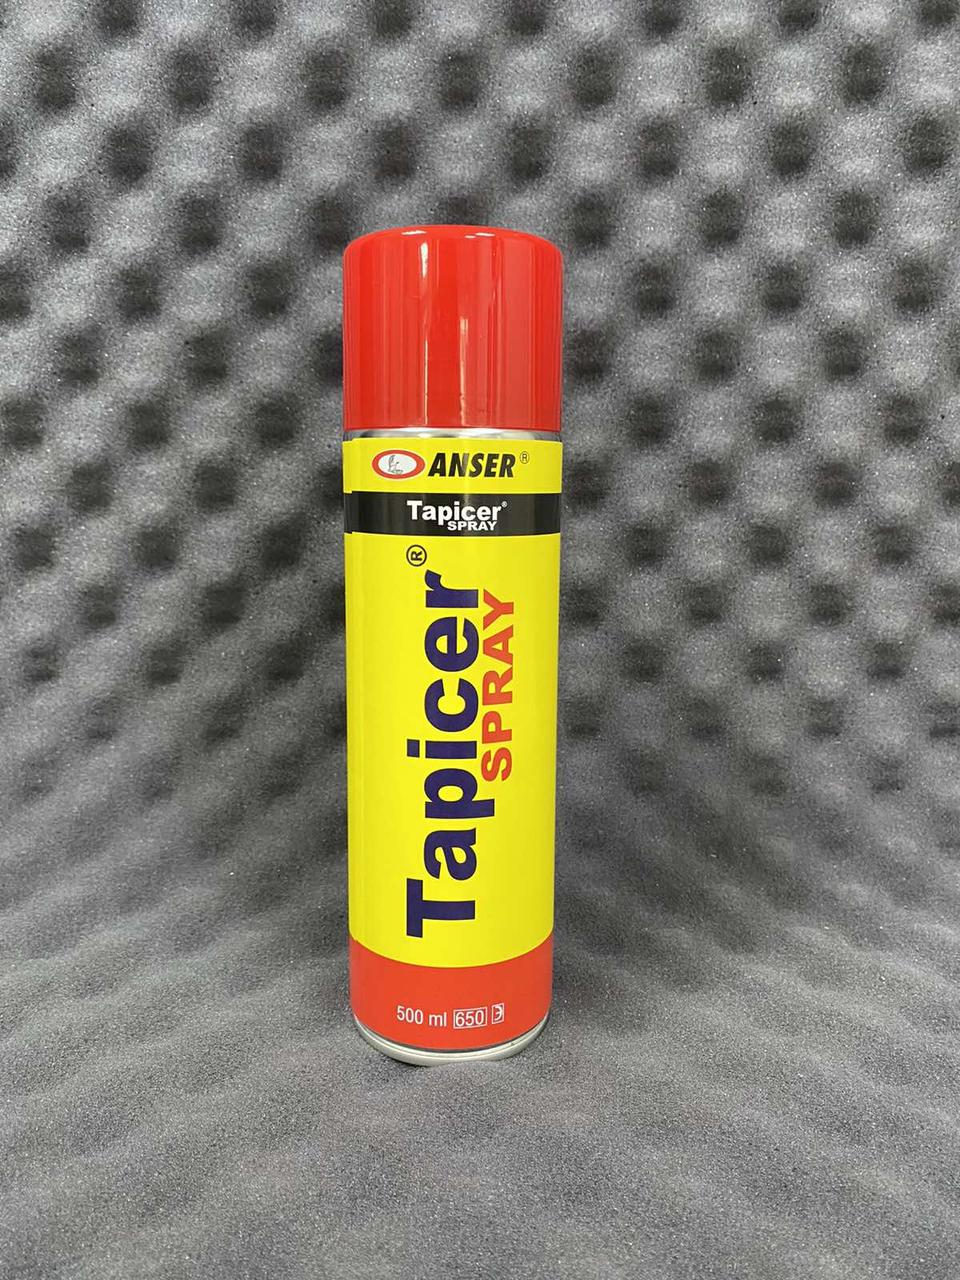 ANSER®
Tapicer®
SPRAY
Tapicer®
SPRAY
500 ml 650 ℈